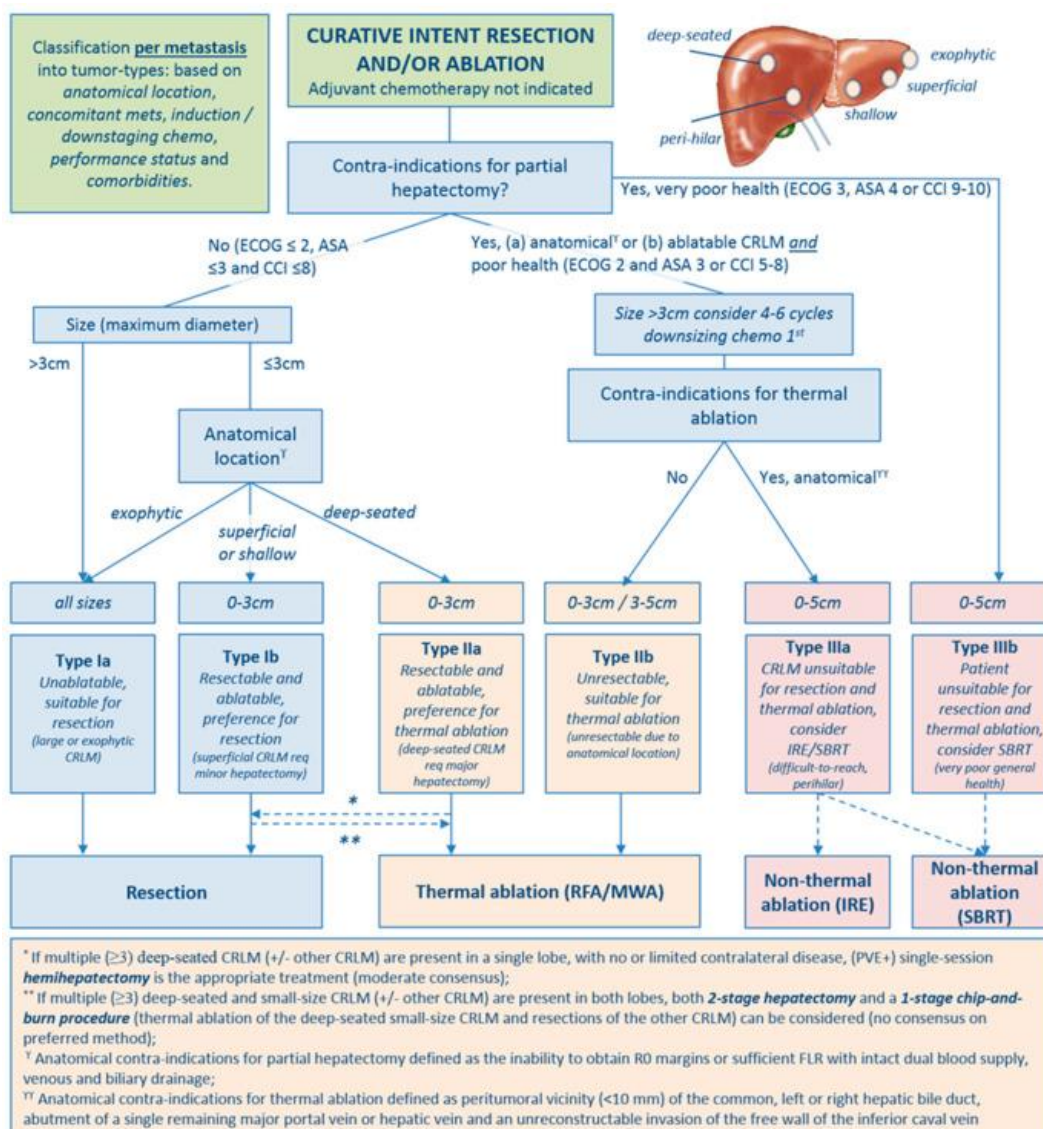 Classification per metastasis
into tumor-types: based on
anatomical location,
concomitant mets, induction /
downstaging chemo,
performance status and
comorbidities.
CURATIVE INTENT RESECTION
AND/OR ABLATION
Adjuvant chemotherapy not indicated
deep-seated
exophytic
superficial
shallow
peri-hilar
Contra-indications for partial
hepatectomy?
Yes, very poor health (ECOG 3, ASA 4 or CCI 9-10)
No (ECOG ≤ 2, ASA
≤3 and CCI ≤8)
Yes, (a) anatomicalᵞ or (b) ablatable CRLM and
poor health (ECOG 2 and ASA 3 or CCI 5-8)
Size (maximum diameter)
Size >3cm consider 4-6 cycles
downsizing chemo 1st
>3cm
≤3cm
Contra-indications for thermal
ablation
Anatomical
locationᵞ
No
Yes, anatomicalᵞᵞ
exophytic
superficial
or shallow
deep-seated
all sizes
0-3cm
0-3cm
0-3cm / 3-5cm
0-5cm
0-5cm
Type Ia
Unablatable,
suitable for
resection
(large or exophytic
CRLM)
Type Ib
Resectable and
ablatable,
preference for
resection
(superficial CRLM req
minor hepatectomy)
Type IIa
Resectable and
ablatable,
preference for
thermal ablation
(deep-seated CRLM
req major
hepatectomy)
Type IIb
Unresectable,
suitable for
thermal ablation
(unresectable due to
anatomical location)
Type IIIa
CRLM unsuitable
for resection and
thermal ablation,
consider
IRE/SBRT
(difficult-to-reach,
perihilar)
Type IIIb
Patient
unsuitable for
resection and
thermal ablation,
consider SBRT
(very poor general
health)
*
**
Resection
Thermal ablation (RFA/MWA)
Non-thermal
ablation (IRE)
Non-thermal
ablation
(SBRT)
* If multiple (≥3) deep-seated CRLM (+/- other CRLM) are present in a single lobe, with no or limited contralateral disease, (PVE+) single-session
hemihepatectomy is the appropriate treatment (moderate consensus);
** If multiple (≥3) deep-seated and small-size CRLM (+/- other CRLM) are present in both lobes, both 2-stage hepatectomy and a 1-stage chip-and-
burn procedure (thermal ablation of the deep-seated small-size CRLM and resections of the other CRLM) can be considered (no consensus on
preferred method);
ᵞ Anatomical contra-indications for partial hepatectomy defined as the inability to obtain R0 margins or sufficient FLR with intact dual blood supply,
venous and biliary drainage;
ᵞᵞ Anatomical contra-indications for thermal ablation defined as peritumoral vicinity (<10 mm) of the common, left or right hepatic bile duct,
abutment of a single remaining major portal vein or hepatic vein and an unreconstructable invasion of the free wall of the inferior caval vein